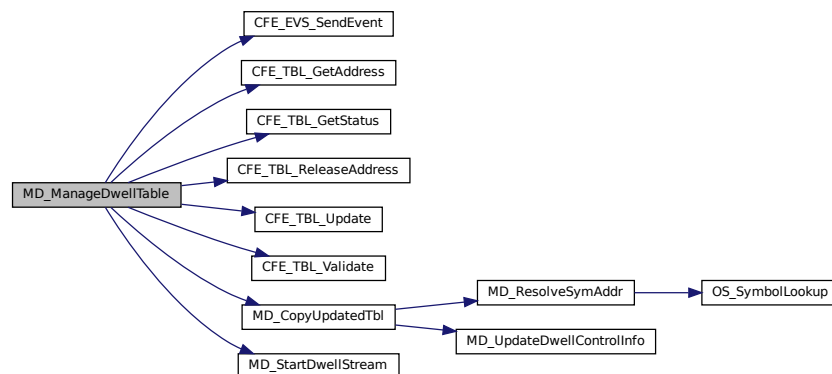 CFE_EVS_SendEvent
CFE_TBL_GetAddress
CFE_TBL_GetStatus
CFE_TBL_ReleaseAddress
MD_ManageDwellTable
CFE_TBL_Update
CFE_TBL_Validate
MD_ResolveSymAddr
OS_SymbolLookup
MD_CopyUpdatedTbl
MD_UpdateDwellControlInfo
MD_StartDwellStream